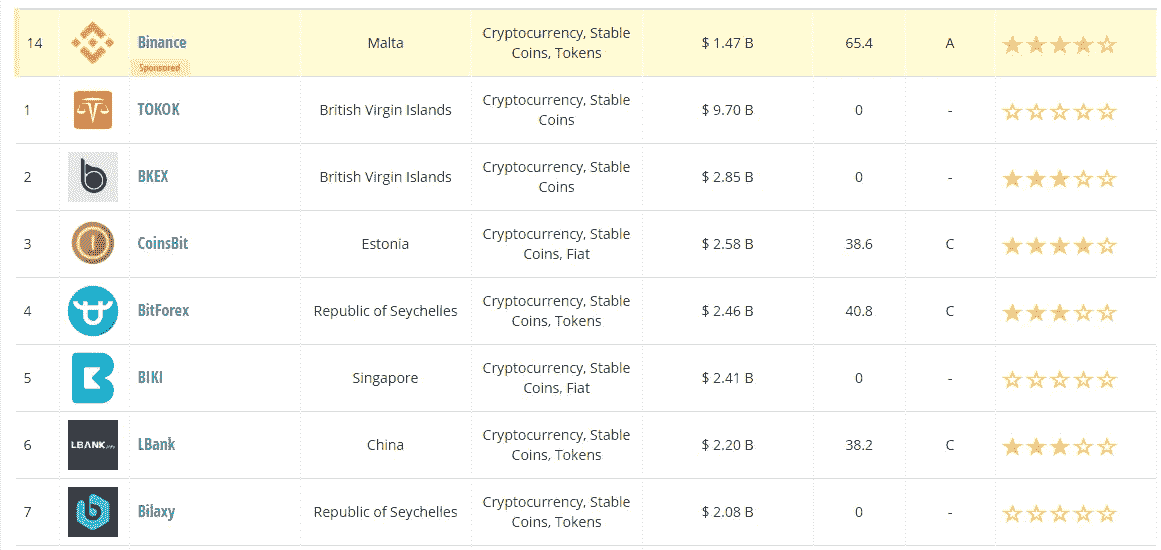 14 Binance Malta Cryptocurrency, Stable Coins, Tokens $ 1.47 B 65.4 A
Sponsored
1 TOKOK British Virgin Islands Cryptocurrency, Stable Coins $ 9.70 B 0 -
2 BKEX British Virgin Islands Cryptocurrency, Stable Coins $ 2.85 B 0 -
3 CoinsBit Estonia Cryptocurrency, Stable Coins, Fiat $ 2.58 B 38.6 C
4 BitForex Republic of Seychelles Cryptocurrency, Stable Coins, Tokens $ 2.46 B 40.8 C
5 BIKI Singapore Cryptocurrency, Stable Coins, Fiat $ 2.41 B 0 -
6 LBANK LBank China Cryptocurrency, Stable Coins, Tokens $ 2.20 B 38.2 C
7 Bilaxy Republic of Seychelles Cryptocurrency, Stable Coins, Tokens $ 2.08 B 0 -